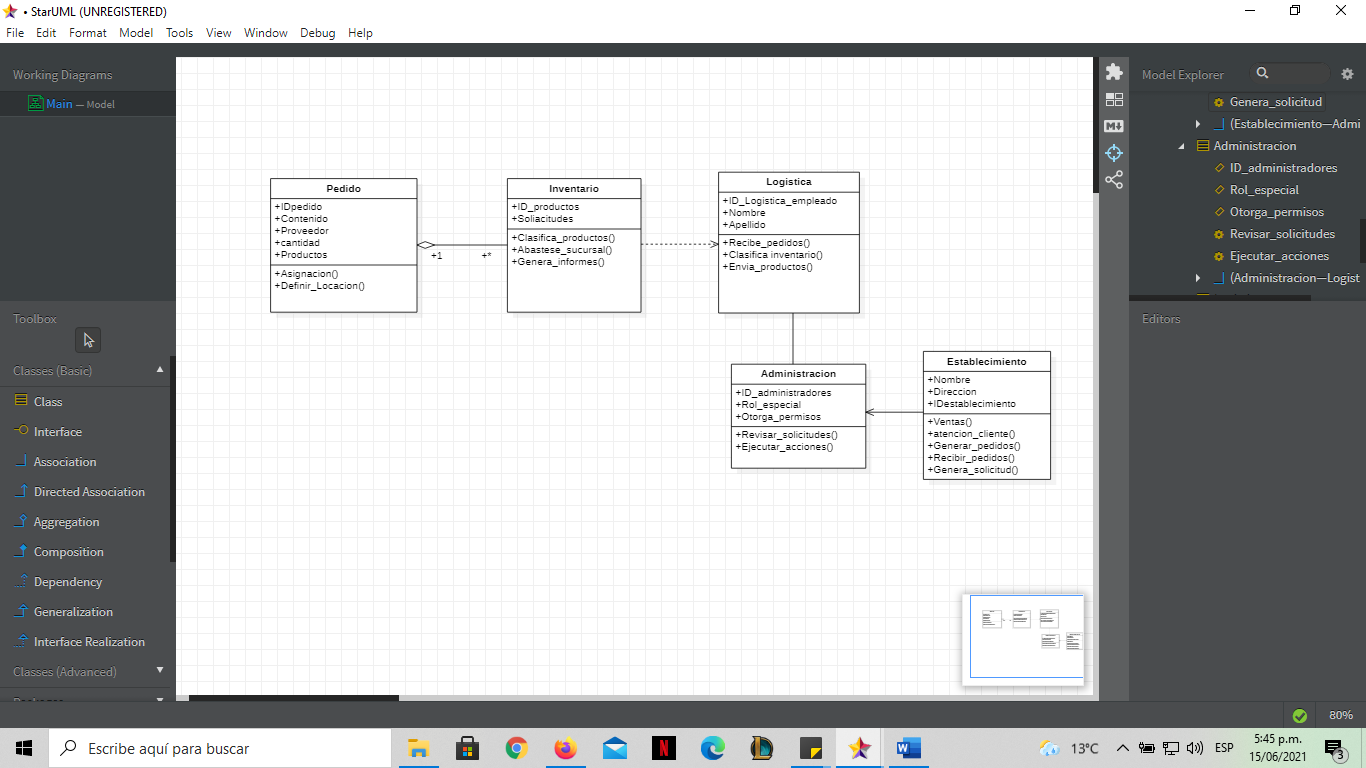 • StarUML (UNREGISTERED)
File Edit Format Model Tools View Window Debug Help
Working Diagrams
Main — Model
Toolbox
Classes (Basic)
Class
Interface
Association
Directed Association
Aggregation
Composition
Dependency
Generalization
Interface Realization
Classes (Advanced)
Pedido
+IDpedido
+Contenido
+Proveedor
+cantidad
+Productos
+Asignacion()
+Definir_Locacion()
+1
+*
Inventario
+ID_productos
+Soliacitudes
+Clasifica_productos()
+Abastese_sucursal()
+Genera_informes()
Logistica
+ID_Logistica_empleado
+Nombre
+Apellido
+Recibe_pedidos()
+Clasifica inventario()
+Envia_productos()
Administracion
+ID_administradores
+Rol_especial
+Otorga_permisos
+Revisar_solicitudes()
+Ejecutar_acciones()
Establecimiento
+Nombre
+Direccion
+IDestablecimiento
+Ventas()
+atencion_cliente()
+Generar_pedidos()
+Recibir_pedidos()
+Genera_solicitud()
M
Model Explorer
Genera_solicitud
(Establecimiento—Admi
Administracion
ID_administradores
Rol_especial
Otorga_permisos
Revisar_solicitudes
Ejecutar_acciones
(Administracion—Logist
Editors
80%
Escribe aquí para buscar
N
W
13°C
ESP
5:45 p.m.
15/06/2021
3